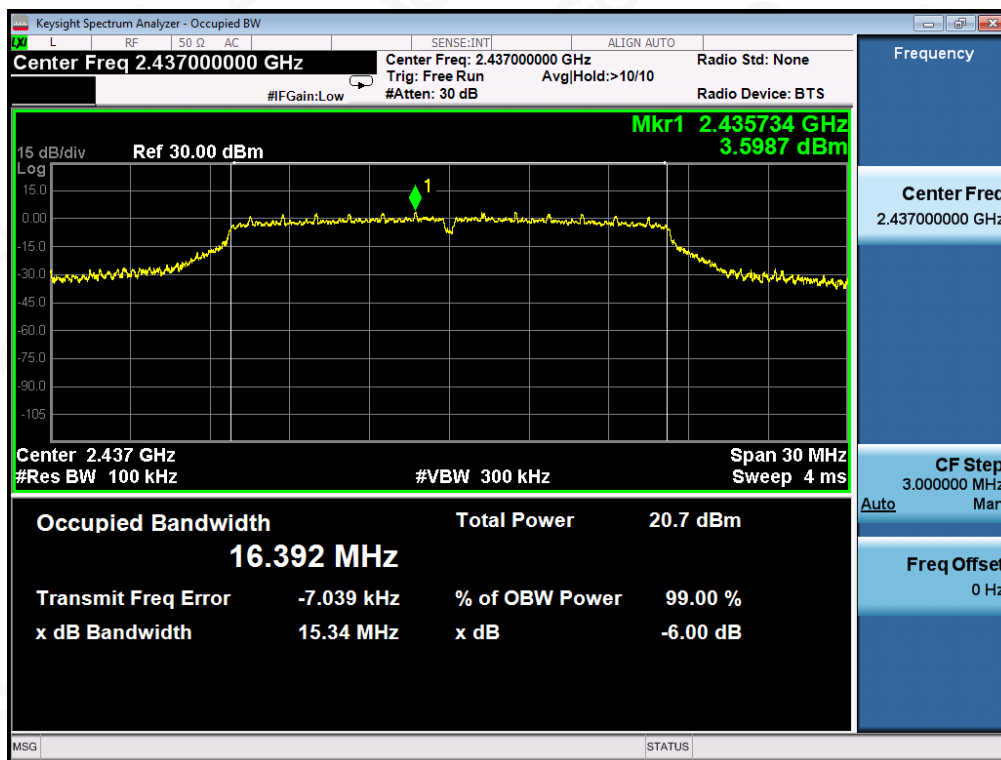 Keysight Spectrum Analyzer - Occupied BW
LXI L RF 50 Ω AC SENSE:INT ALIGN AUTO
Center Freq 2.437000000 GHz
Center Freq: 2.437000000 GHz Radio Std: None
Trig: Free Run Avg|Hold:>10/10
#IFGain:Low #Atten: 30 dB Radio Device: BTS
Mkr1 2.435734 GHz
3.5987 dBm
15 dB/div Ref 30.00 dBm
Log
15.0
0.00
-15.0
-30.0
-45.0
-60.0
-75.0
-90.0
-105
1
Center 2.437 GHz Span 30 MHz
#Res BW 100 kHz #VBW 300 kHz Sweep 4 ms
Occupied Bandwidth Total Power 20.7 dBm
16.392 MHz
Transmit Freq Error -7.039 kHz % of OBW Power 99.00 %
x dB Bandwidth 15.34 MHz x dB -6.00 dB
MSG STATUS
Frequency
Center Freq
2.437000000 GHz
CF Step
3.000000 MHz
Auto Man
Freq Offset
0 Hz